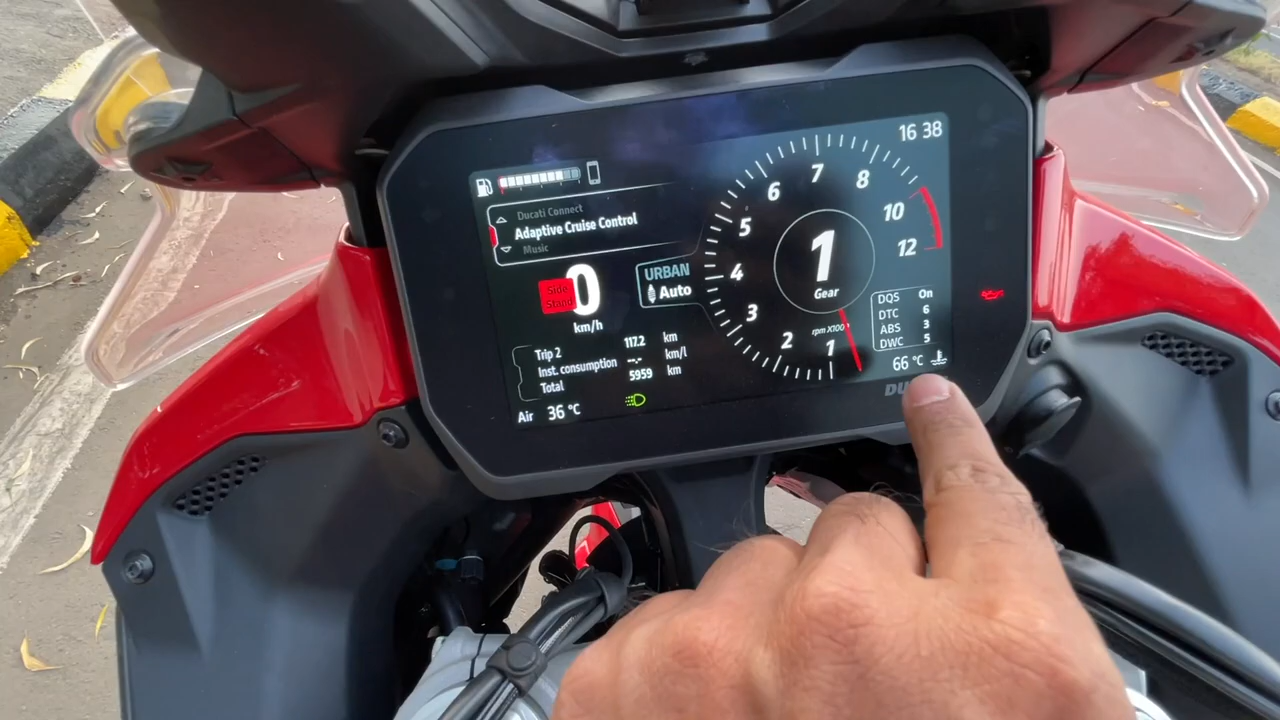 16 38
Ducati Connect
Adaptive Cruise Control
Music
Side
Stand
0
km/h
URBAN
Auto
1
Gear
1
2
3
4
5
6
7
8
10
12
DQS On
DTC 6
ABS 3
DWC 5
66 °C
Trip 2 117.2 km
Inst. consumption --.- km/l
Total 5959 km
Air 36 °C